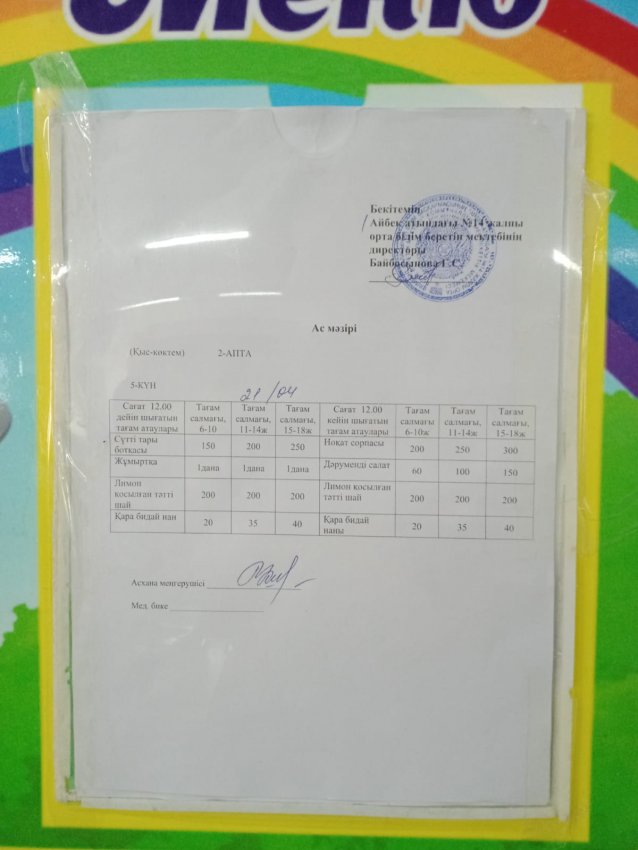 Меню
Бекітемін
Айбек атындағы №14 жалпы
орта білім беретін мектебінің
директоры
Байбосынова Г.С.
Ас мәзірі
(Қыс-көктем) 2-АПТА
5-КҮН 21/04
Сағат 12.00 дейін шығатын тағам атаулары | Тағам салмағы, 6-10 | Тағам салмағы, 11-14ж | Тағам салмағы, 15-18ж | Сағат 12.00 кейін шығатын тағам атаулары | Тағам салмағы 6-10ж | Тағам салмағы, 11-14ж | Тағам салмағы, 15-18ж
Сүтті тары ботқасы | 150 | 200 | 250 | Ноқат сорпасы | 200 | 250 | 300
Жұмыртқа | 1дана | 1дана | 1дана | Дәруменді салат | 60 | 100 | 150
Лимон қосылған тәтті шай | 200 | 200 | 200 | Лимон қосылған тәтті шай | 200 | 200 | 200
Қара бидай нан | 20 | 35 | 40 | Қара бидай наны | 20 | 35 | 40
Асхана меңгерушісі
Мед. бике